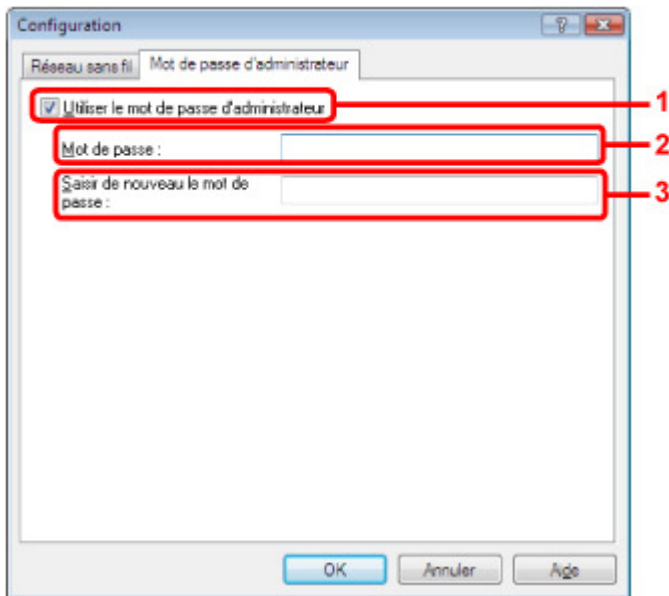 Configuration
Réseau sans fil
Mot de passe d'administrateur
Utiliser le mot de passe d'administrateur
1
Mot de passe :
2
Saisir de nouveau le mot de
passe :
3
OK
Annuler
Aide